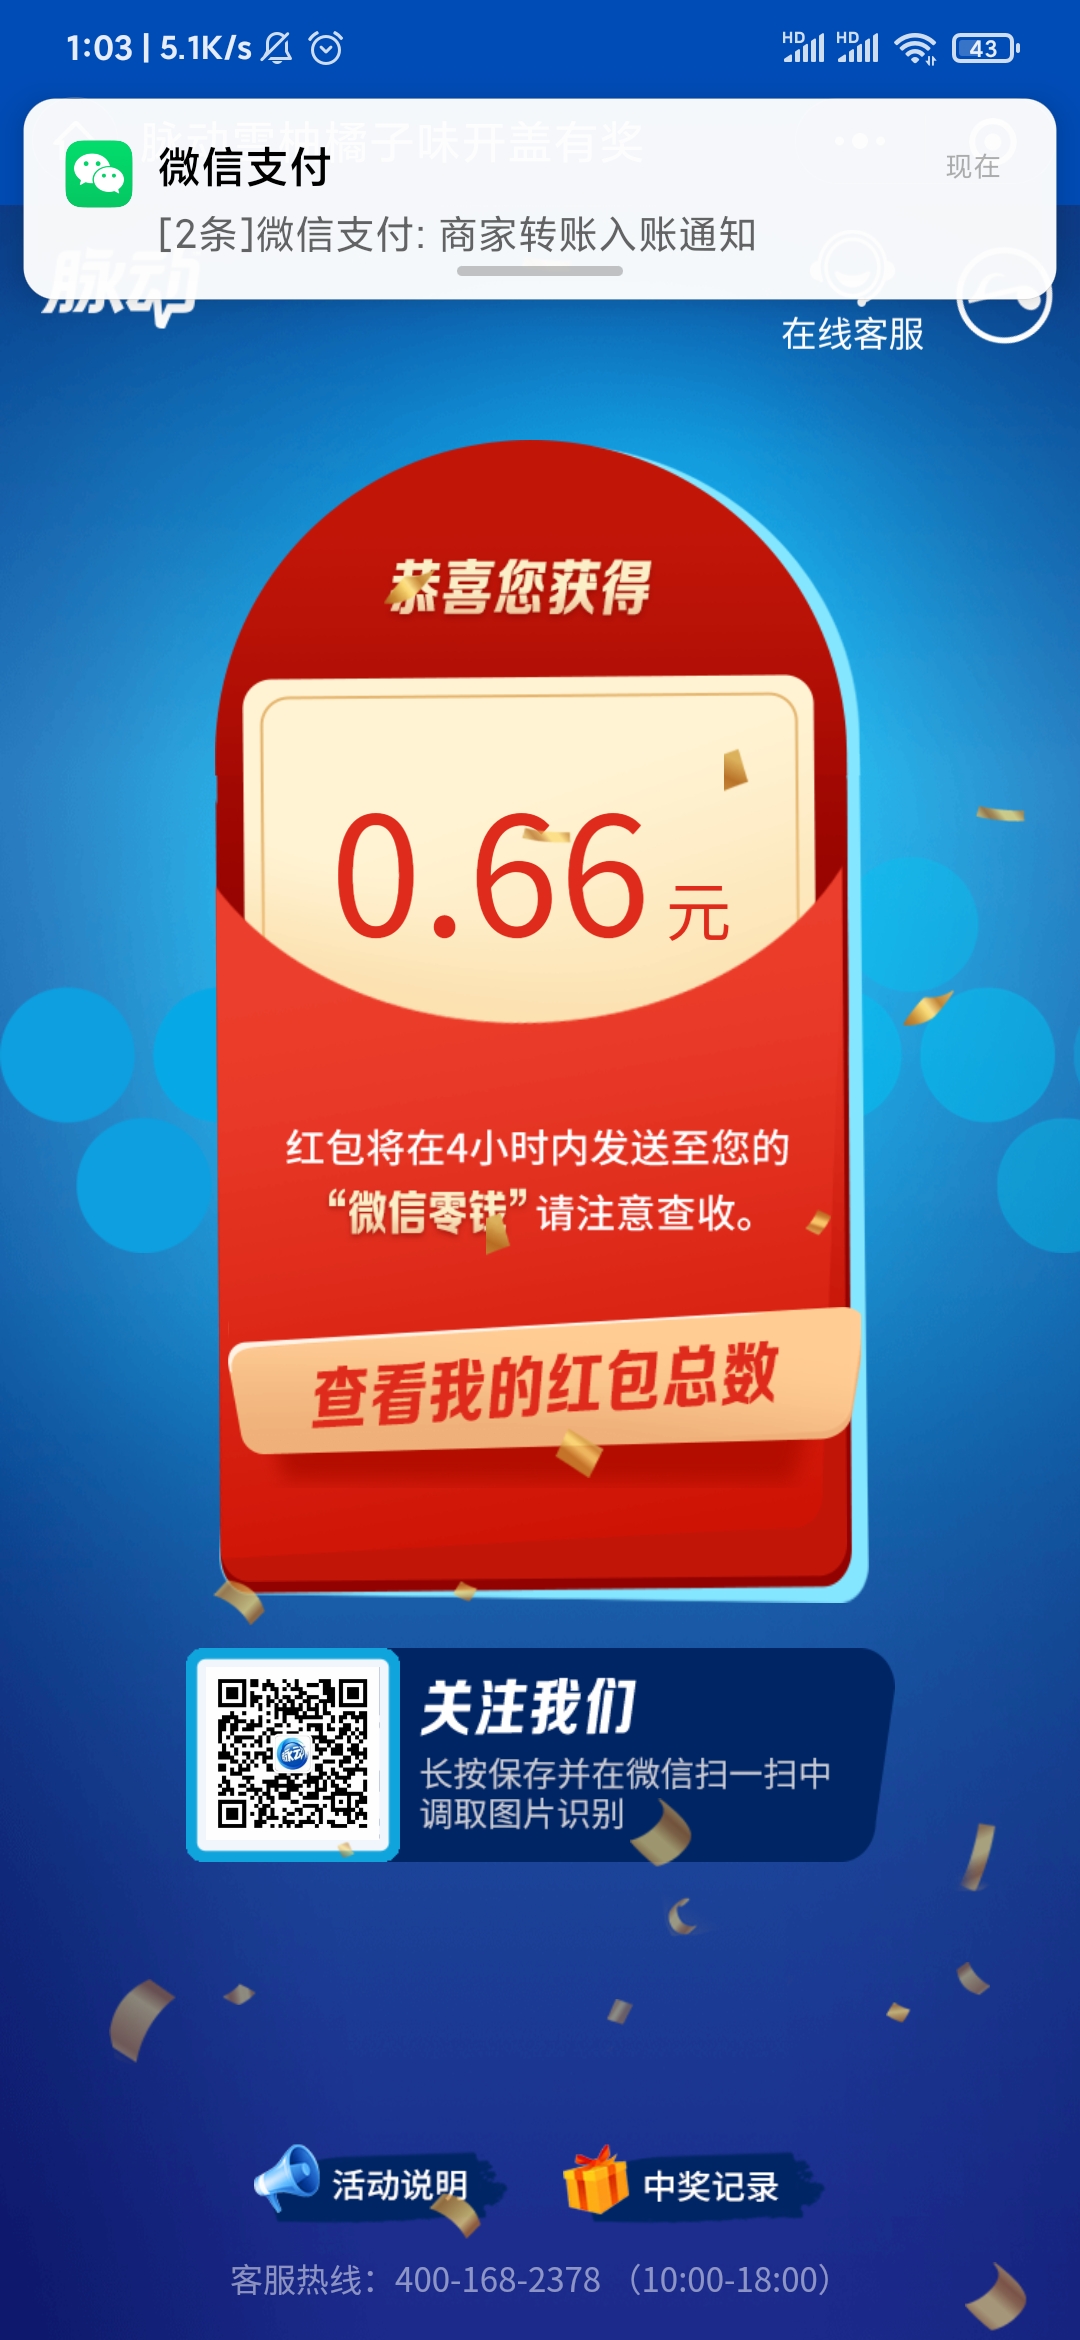 1:03 | 5.1K/s
HD HD 43
脉动雷柚橘子味开盖有奖
微信支付
现在
[2条]微信支付: 商家转账入账通知
脉动
在线客服
恭喜您获得
0.66元
红包将在4小时内发送至您的
“微信零钱”请注意查收。
查看我的红包总数
脉动
关注我们
长按保存并在微信扫一扫中
调取图片识别
活动说明
中奖记录
客服热线：400-168-2378 （10:00-18:00）